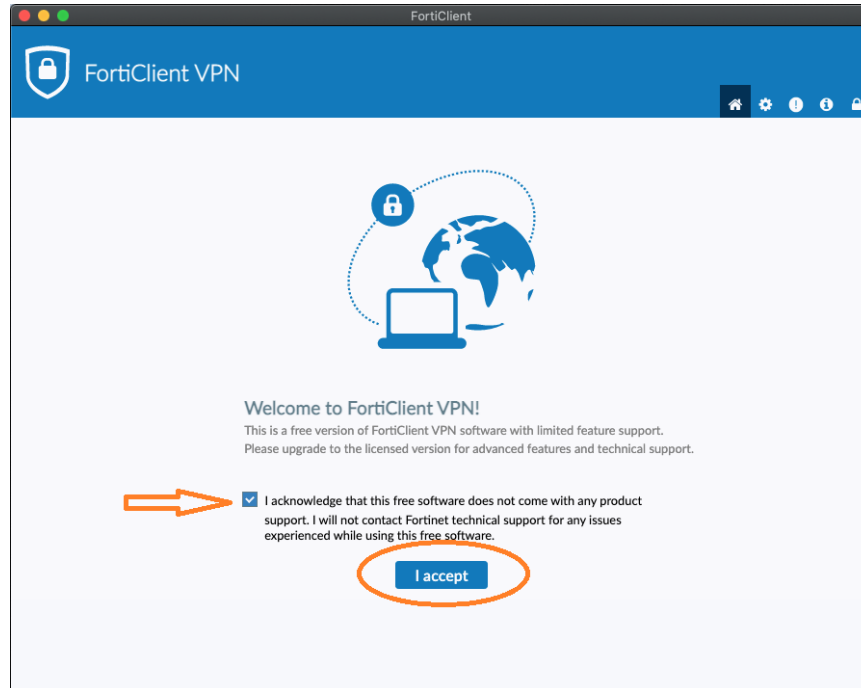 FortiClient
FortiClient VPN
Welcome to FortiClient VPN!
This is a free version of FortiClient VPN software with limited feature support.
Please upgrade to the licensed version for advanced features and technical support.
I acknowledge that this free software does not come with any product
support. I will not contact Fortinet technical support for any issues
experienced while using this free software.
I accept